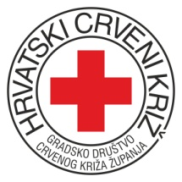 HRVATSKI CRVENI KRIŽ
GRADSKO DRUŠTVO
CRVENOG KRIŽA ŽUPANJA